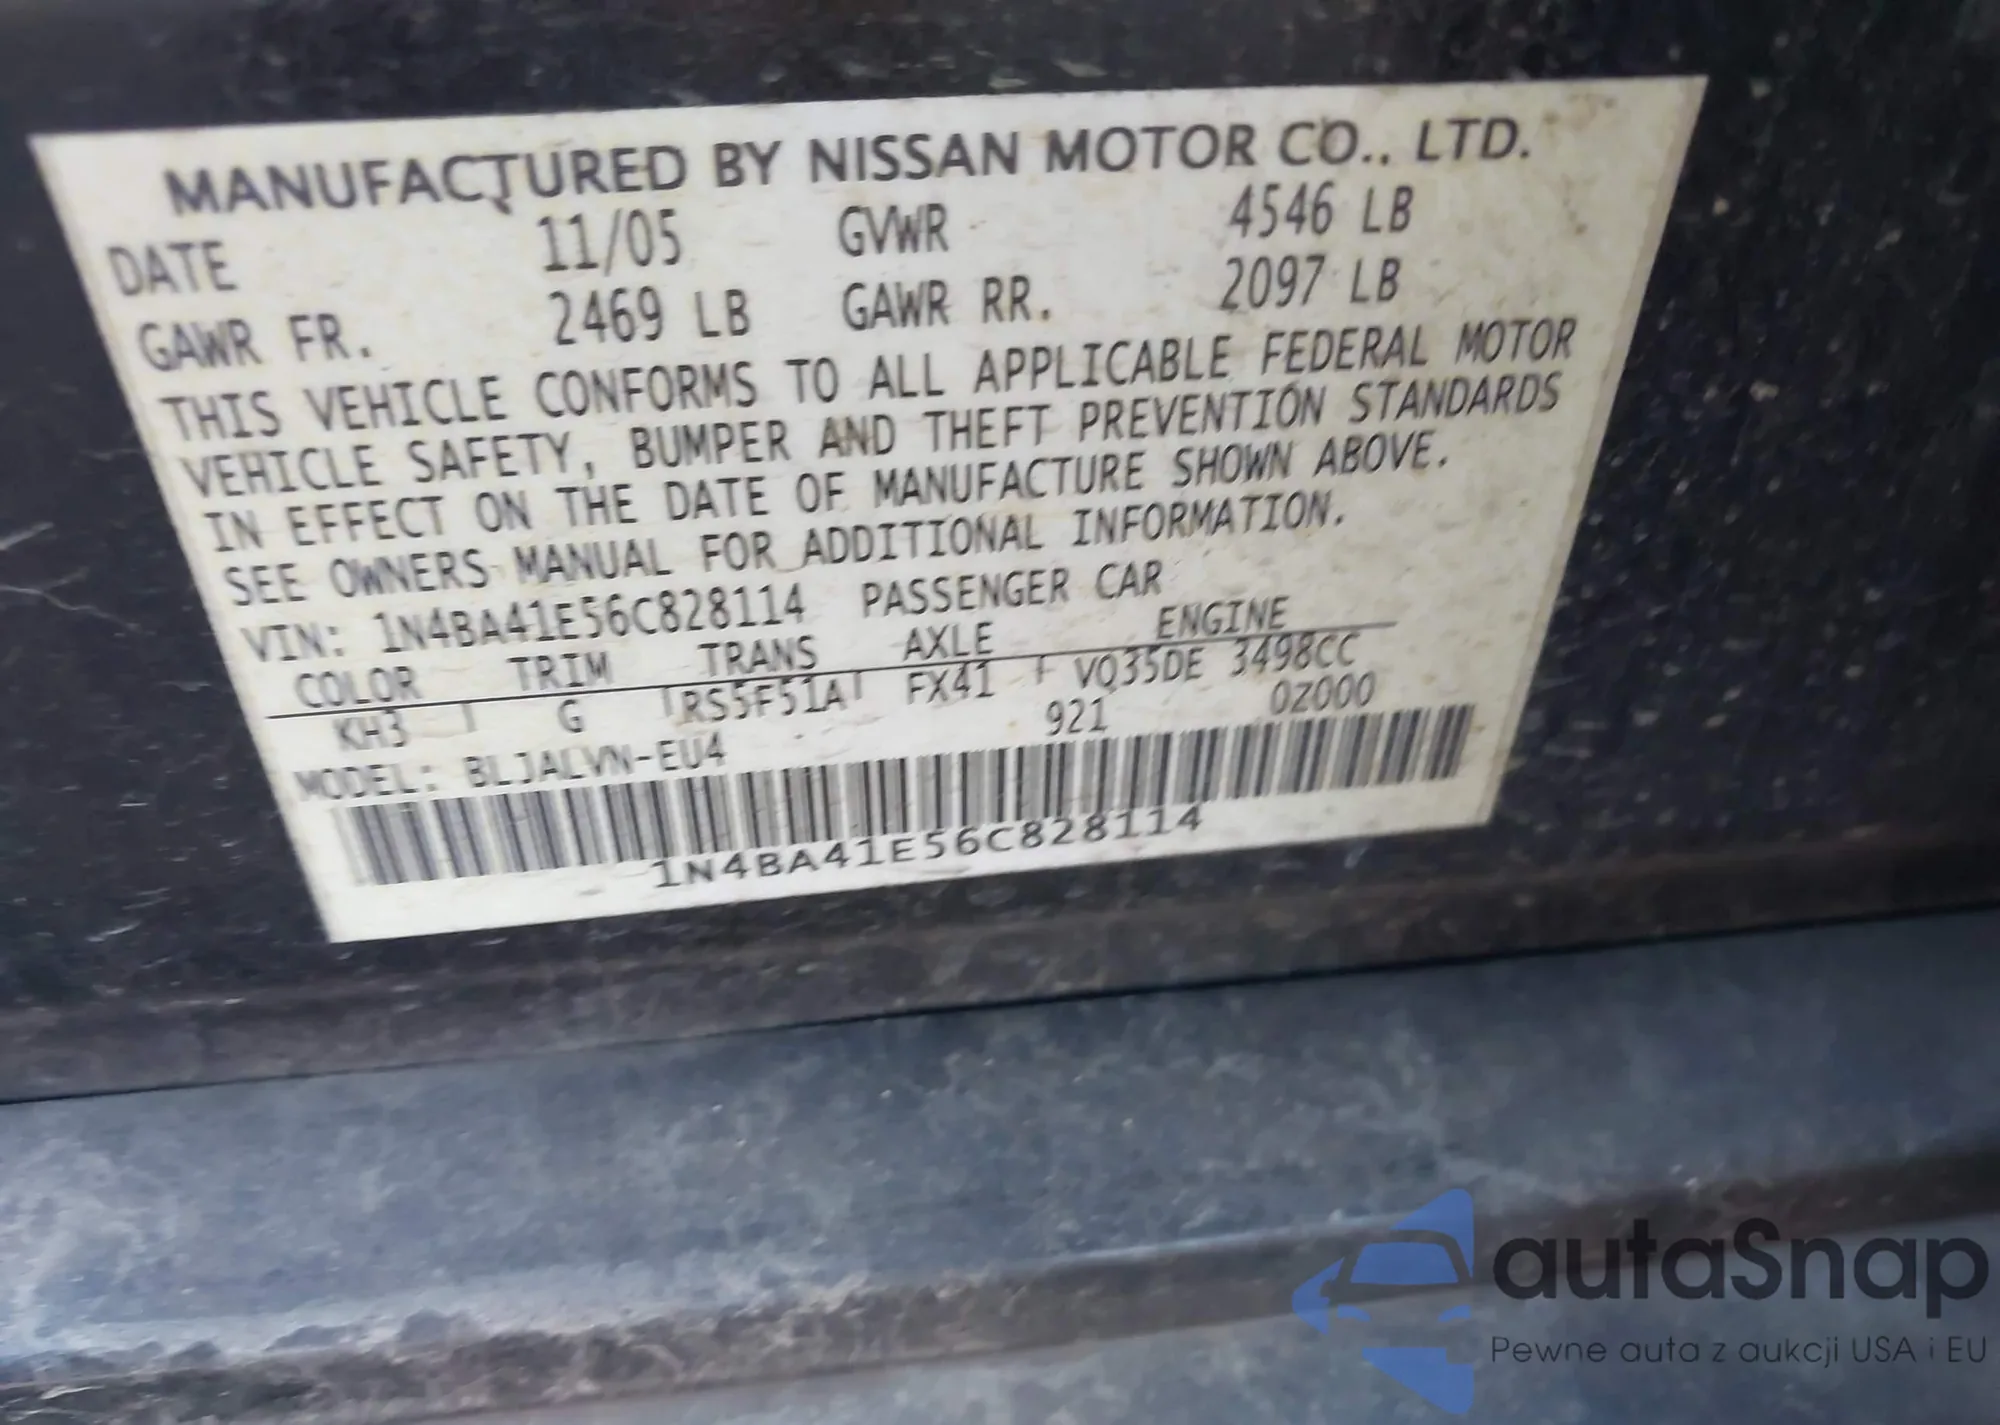 MANUFACTURED BY NISSAN MOTOR CO., LTD.
DATE 11/05 GVWR 4546 LB
GAWR FR. 2469 LB GAWR RR. 2097 LB
THIS VEHICLE CONFORMS TO ALL APPLICABLE FEDERAL MOTOR
VEHICLE SAFETY, BUMPER AND THEFT PREVENTION STANDARDS
IN EFFECT ON THE DATE OF MANUFACTURE SHOWN ABOVE.
SEE OWNERS MANUAL FOR ADDITIONAL INFORMATION.
VIN: 1N4BA41E56C828114 PASSENGER CAR
COLOR TRIM TRANS AXLE ENGINE
KH3 G RS5F51A FX41 VQ35DE 3498CC
MODEL: BLJALVN-EU4 921 0Z000
1N4BA41E56C828114
autaSnap
Pewne auta z aukcji USA i EU